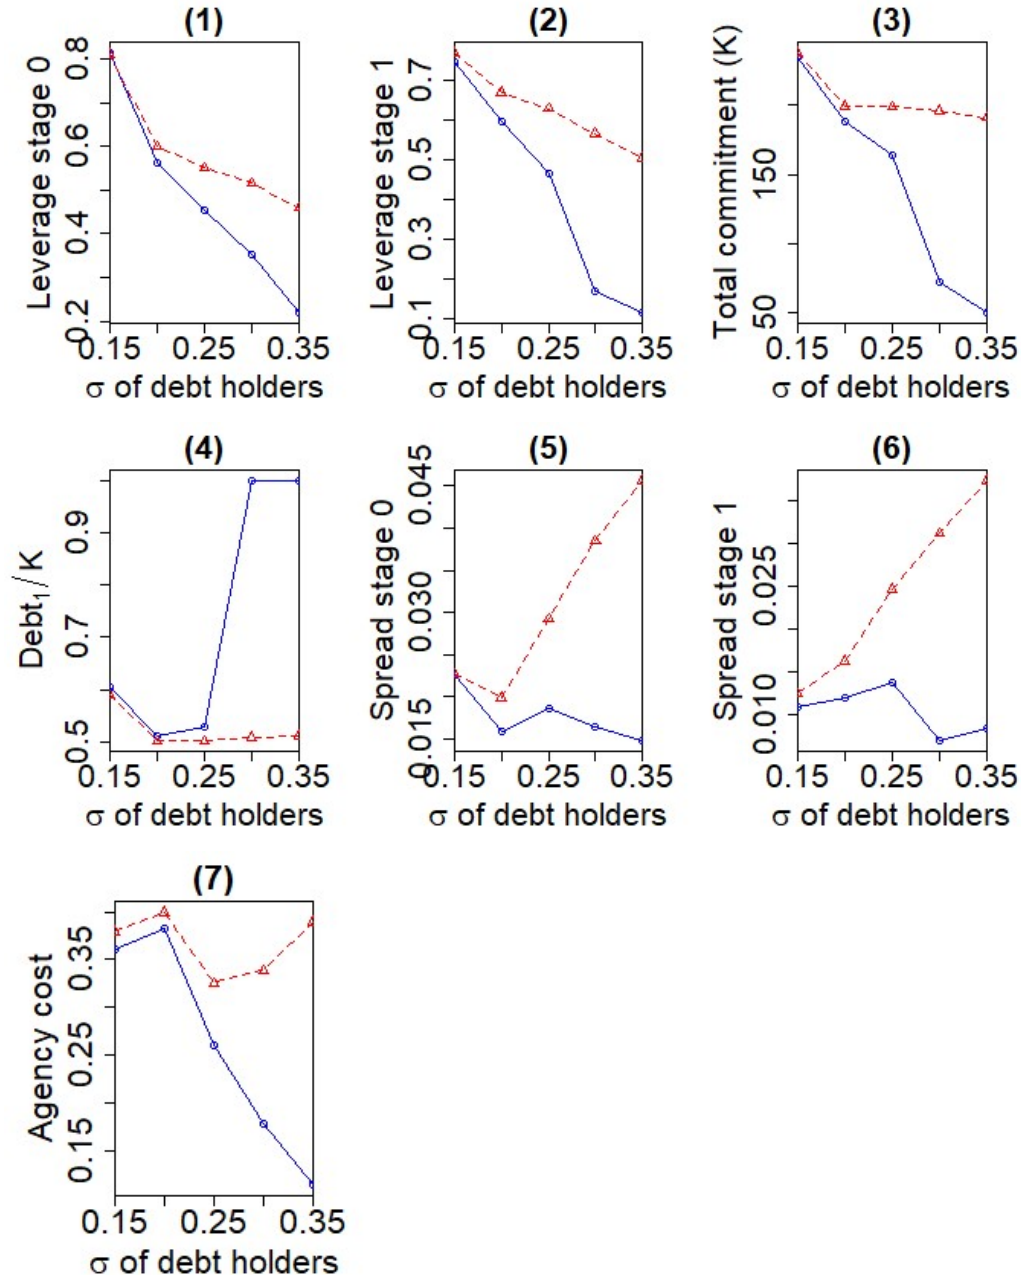 (1)
Leverage stage 0
0.2 0.4 0.6 0.8
0.15 0.25 0.35
σ of debt holders
(2)
Leverage stage 1
0.1 0.3 0.5 0.7
0.15 0.25 0.35
σ of debt holders
(3)
Total commitment (K)
50 150
0.15 0.25 0.35
σ of debt holders
(4)
Debt₁/K
0.5 0.7 0.9
0.15 0.25 0.35
σ of debt holders
(5)
Spread stage 0
0.015 0.030 0.045
0.15 0.25 0.35
σ of debt holders
(6)
Spread stage 1
0.010 0.025
0.15 0.25 0.35
σ of debt holders
(7)
Agency cost
0.15 0.25 0.35
0.15 0.25 0.35
σ of debt holders